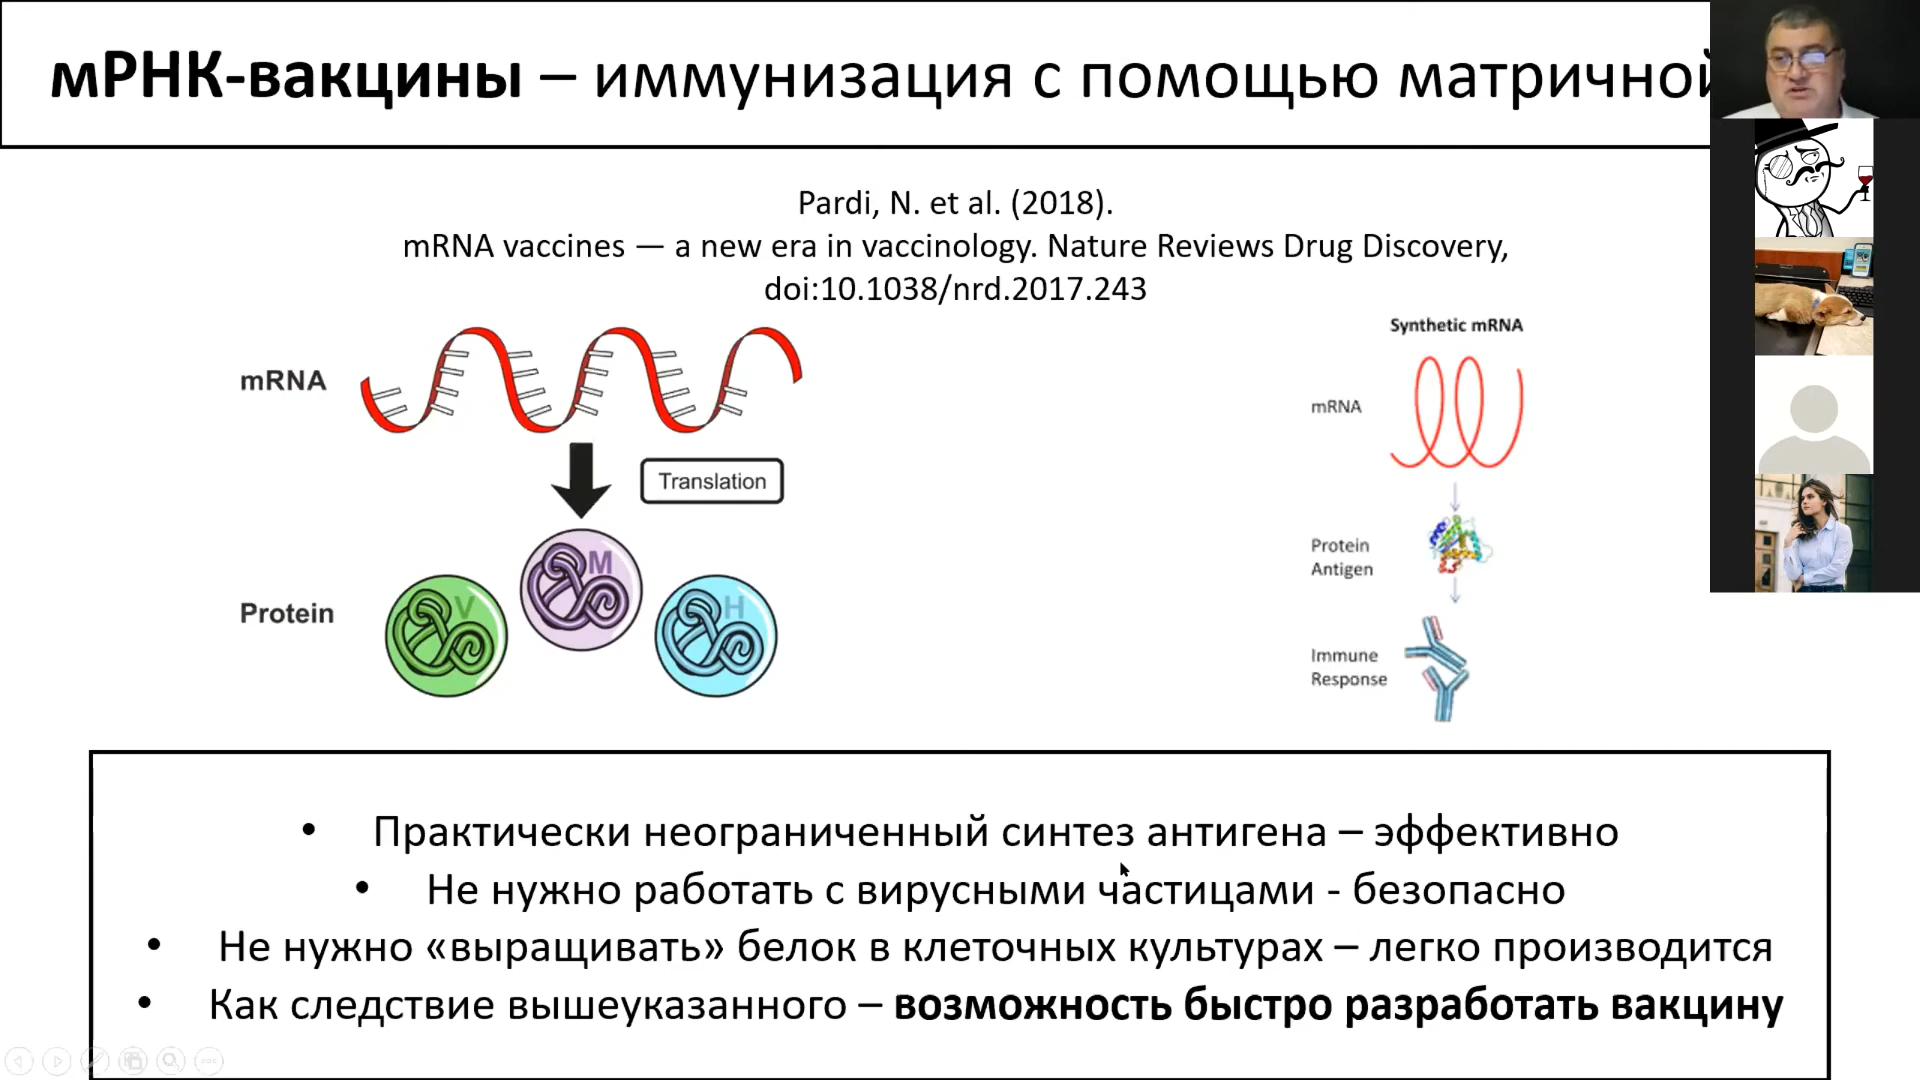 мРНК-вакцины – иммунизация с помощью матричной
Pardi, N. et al. (2018).
mRNA vaccines — a new era in vaccinology. Nature Reviews Drug Discovery,
doi:10.1038/nrd.2017.243
mRNA
Translation
M
V
H
Protein
Synthetic mRNA
mRNA
Protein
Antigen
Immune
Response
• Практически неограниченный синтез антигена – эффективно
• Не нужно работать с вирусными частицами - безопасно
• Не нужно «выращивать» белок в клеточных культурах – легко производится
• Как следствие вышеуказанного – возможность быстро разработать вакцину